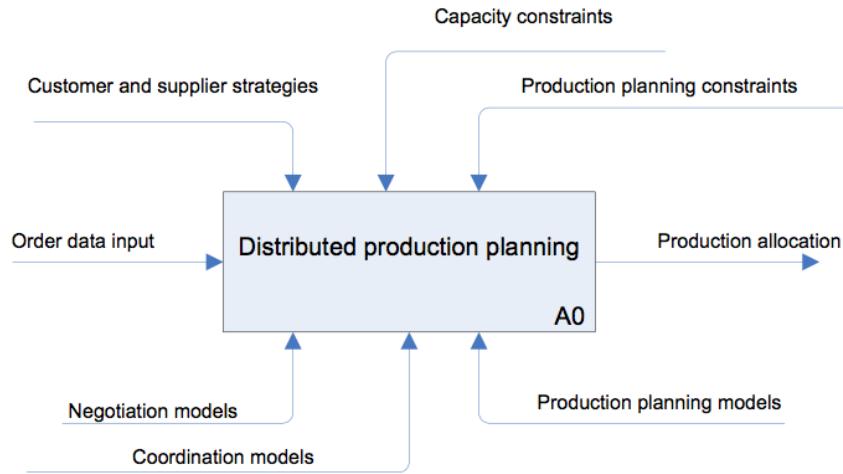 Capacity constraints
Customer and supplier strategies
Production planning constraints
Order data input
Distributed production planning
Production allocation
A0
Negotiation models
Production planning models
Coordination models